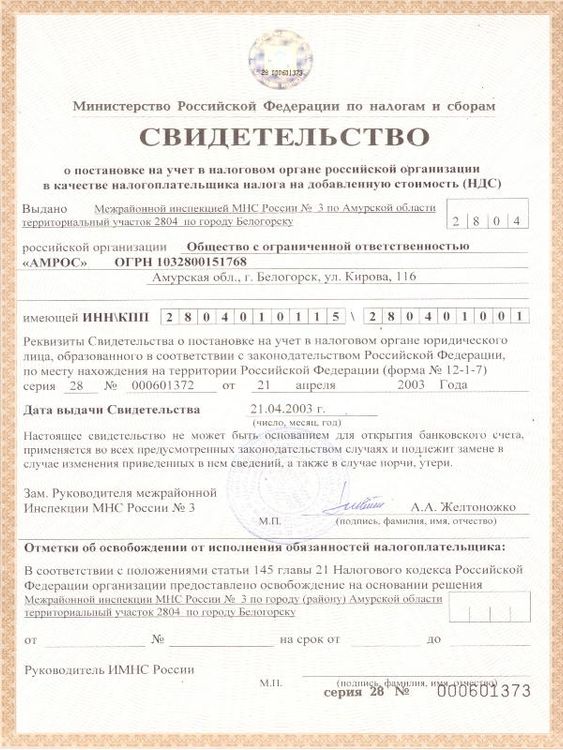 28 000601373
Министерство Российской Федерации по налогам и сборам
СВИДЕТЕЛЬСТВО
о постановке на учет в налоговом органе российской организации
в качестве налогоплательщика налога на добавленную стоимость (НДС)
Выдано Межрайонной инспекцией МНС России № 3 по Амурской области
территориальный участок 2804 по городу Белогорску
2 8 0 4
российской организации Общество с ограниченной ответственностью
«АМРОС» ОГРН 1032800151768
Амурская обл., г. Белогорск, ул. Кирова, 116
имеющей ИНН\КПП 2 8 0 4 0 1 0 1 1 5 \ 2 8 0 4 0 1 0 0 1
Реквизиты Свидетельства о постановке на учет в налоговом органе юридического
лица, образованного в соответствии с законодательством Российской Федерации,
по месту нахождения на территории Российской Федерации (форма № 12-1-7)
серия 28 № 000601372 от 21 апреля 2003 Года
Дата выдачи Свидетельства 21.04.2003 г.
(число, месяц, год)
Настоящее свидетельство не может быть основанием для открытия банковского счета,
применяется во всех предусмотренных законодательством случаях и подлежит замене в
случае изменения приведенных в нем сведений, а также в случае порчи, утери.
Зам. Руководителя межрайонной
Инспекции МНС России № 3 А.А. Желтоножко
М.П. (подпись, фамилия, имя, отчество)
Отметки об освобождении от исполнения обязанностей налогоплательщика:
В соответствии с положениями статьи 145 главы 21 Налогового кодекса Российской
Федерации организации предоставлено освобождение на основании решения
Межрайонной инспекции МНС России № 3 по городу (району) Амурской области
территориальный участок 2804 по городу Белогорску
от № на срок от до
Руководитель ИМНС России
М.П. (подпись, фамилия, имя, отчество)
серия 28 № 000601373